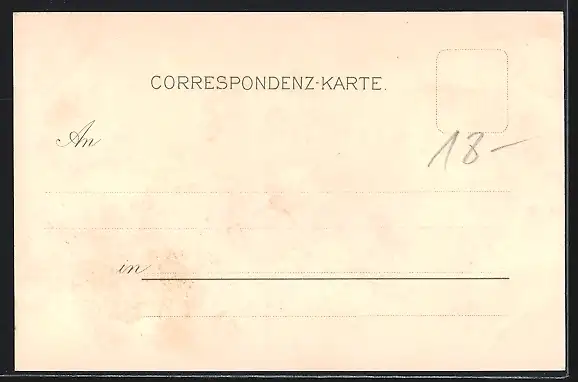 CORRESPONDENZ-KARTE.
An
18-
in